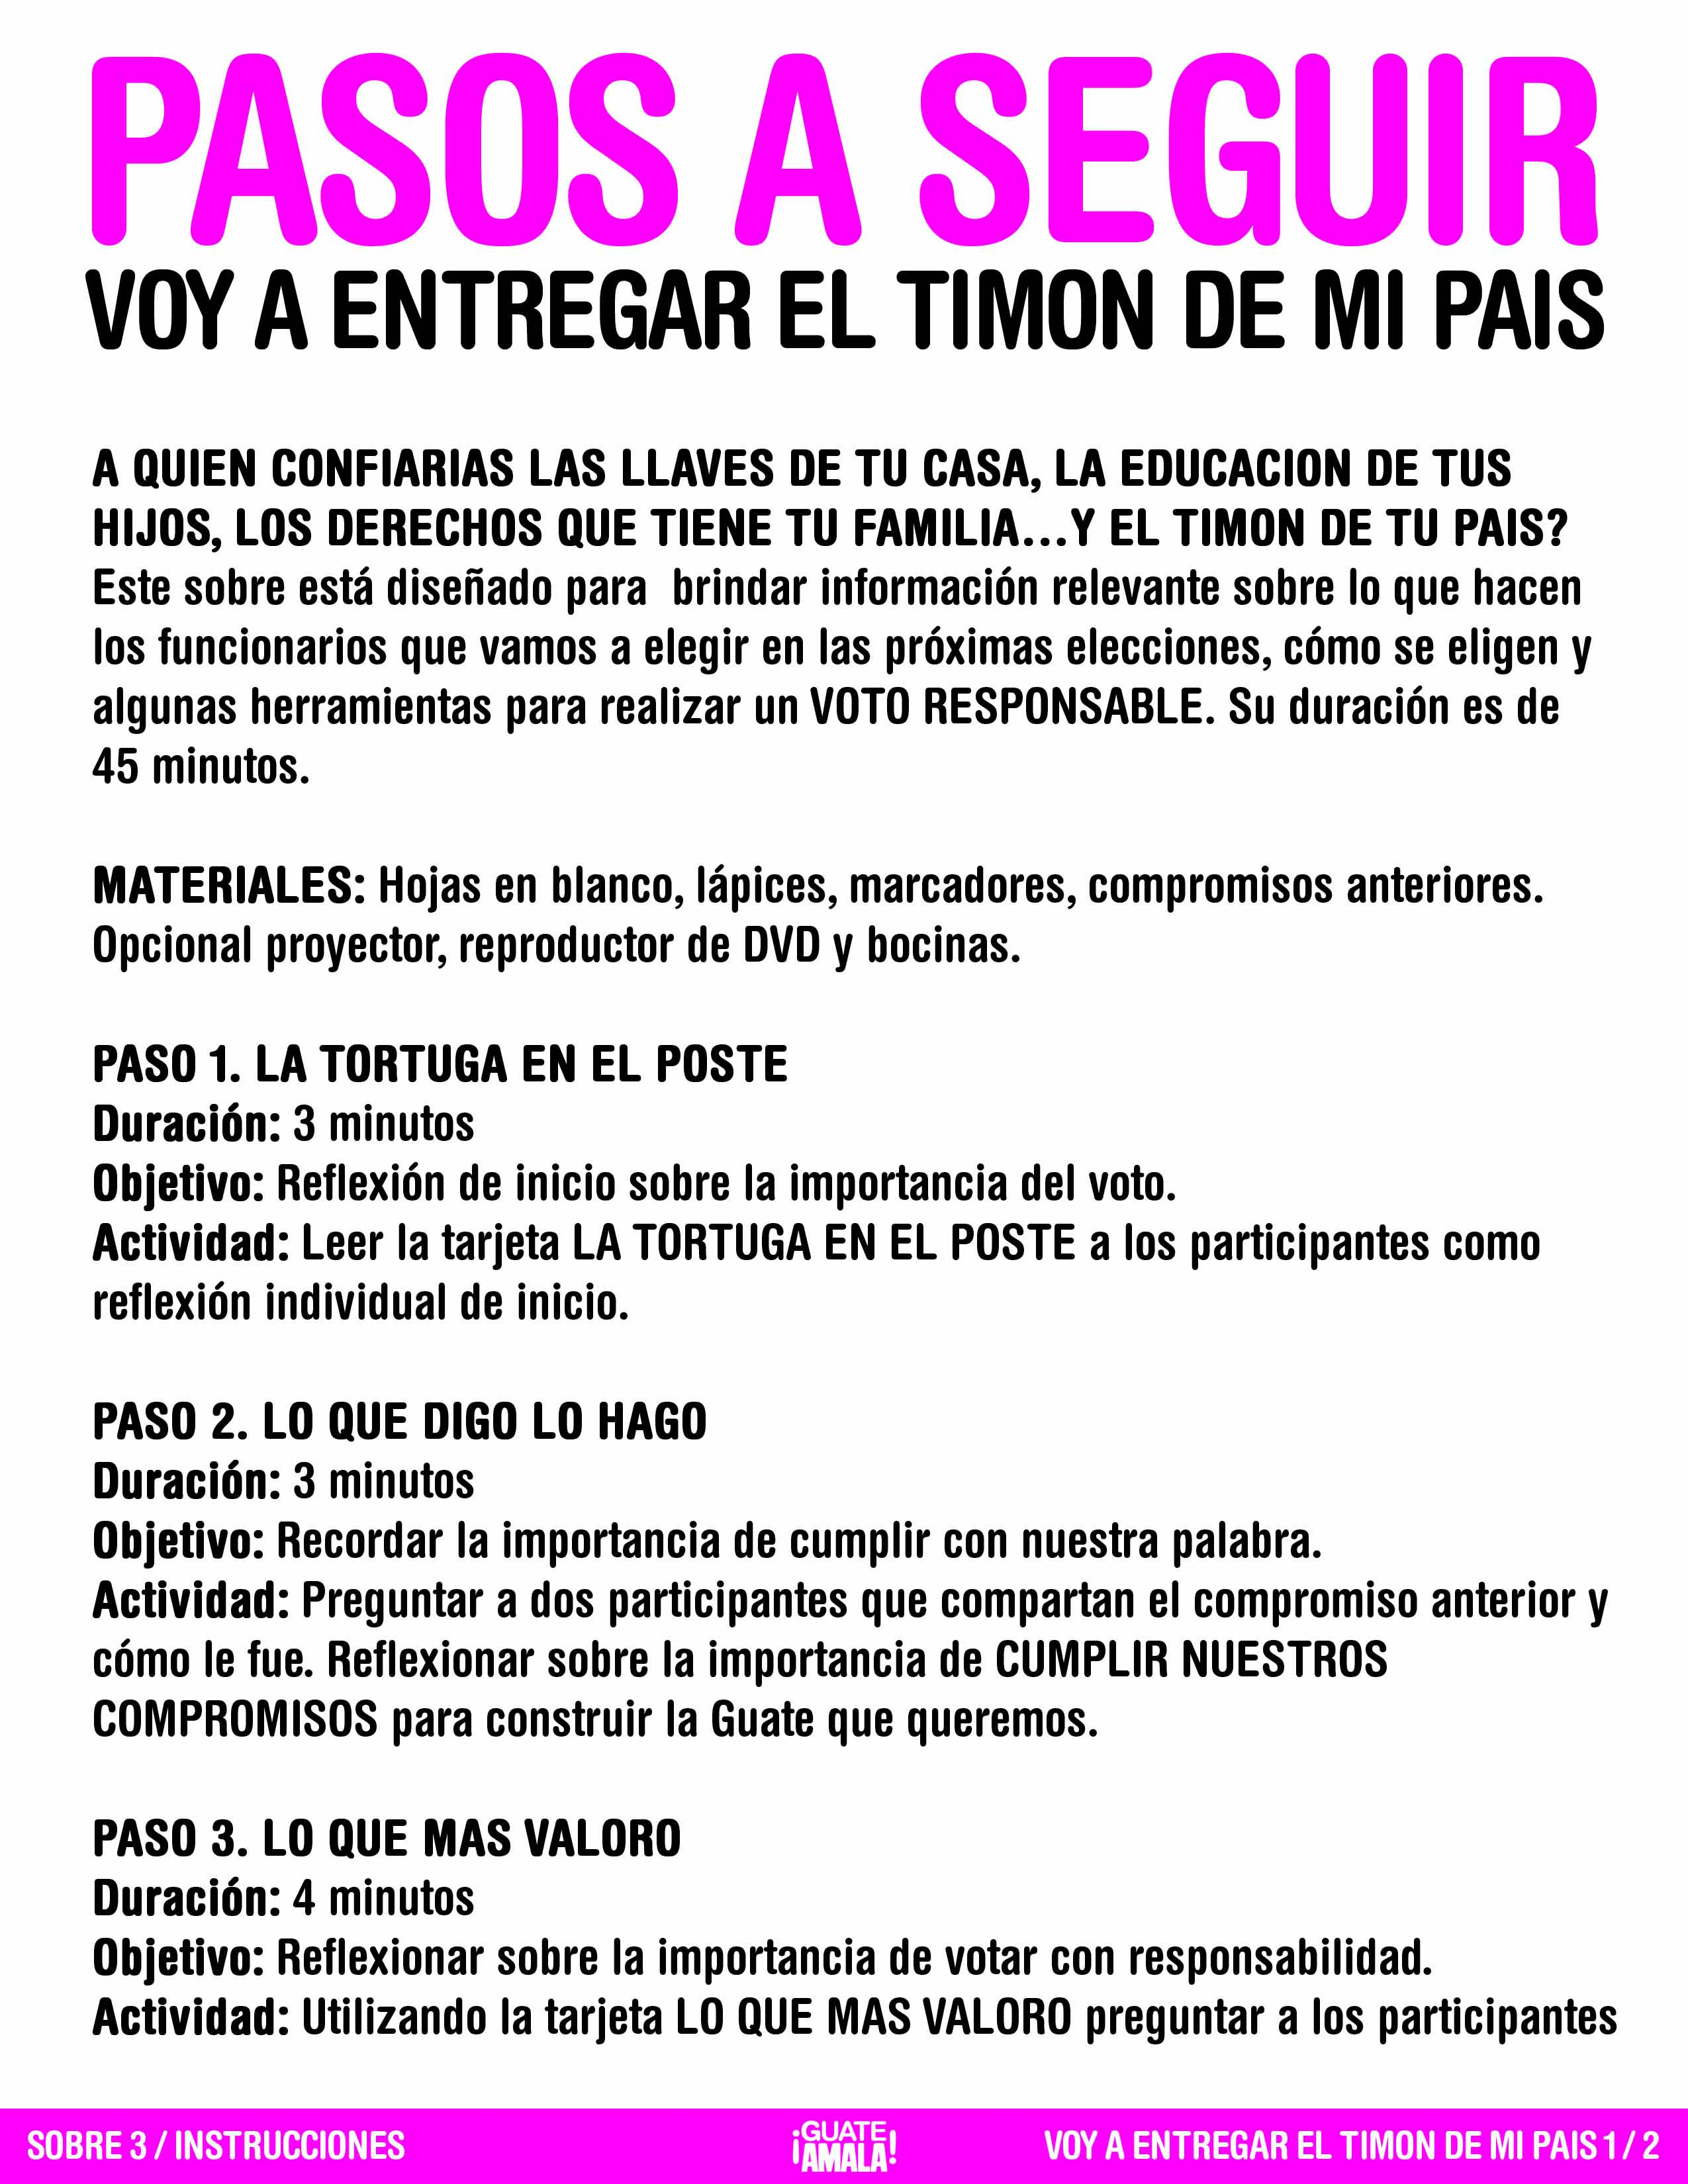 PASOS A SEGUIR
VOY A ENTREGAR EL TIMON DE MI PAIS
A QUIEN CONFIARIAS LAS LLAVES DE TU CASA, LA EDUCACION DE TUS
HIJOS, LOS DERECHOS QUE TIENE TU FAMILIA...Y EL TIMON DE TU PAIS?
Este sobre está diseñado para  brindar información relevante sobre lo que hacen
los funcionarios que vamos a elegir en las próximas elecciones, cómo se eligen y
algunas herramientas para realizar un VOTO RESPONSABLE. Su duración es de
45 minutos.
MATERIALES: Hojas en blanco, lápices, marcadores, compromisos anteriores.
Opcional proyector, reproductor de DVD y bocinas.
PASO 1. LA TORTUGA EN EL POSTE
Duración: 3 minutos
Objetivo: Reflexión de inicio sobre la importancia del voto.
Actividad: Leer la tarjeta LA TORTUGA EN EL POSTE a los participantes como
reflexión individual de inicio.
PASO 2. LO QUE DIGO LO HAGO
Duración: 3 minutos
Objetivo: Recordar la importancia de cumplir con nuestra palabra.
Actividad: Preguntar a dos participantes que compartan el compromiso anterior y
cómo le fue. Reflexionar sobre la importancia de CUMPLIR NUESTROS
COMPROMISOS para construir la Guate que queremos.
PASO 3. LO QUE MAS VALORO
Duración: 4 minutos
Objetivo: Reflexionar sobre la importancia de votar con responsabilidad.
Actividad: Utilizando la tarjeta LO QUE MAS VALORO preguntar a los participantes
SOBRE 3 / INSTRUCCIONES
¡GUATE
AMALA!
VOY A ENTREGAR EL TIMON DE MI PAIS 1 / 2